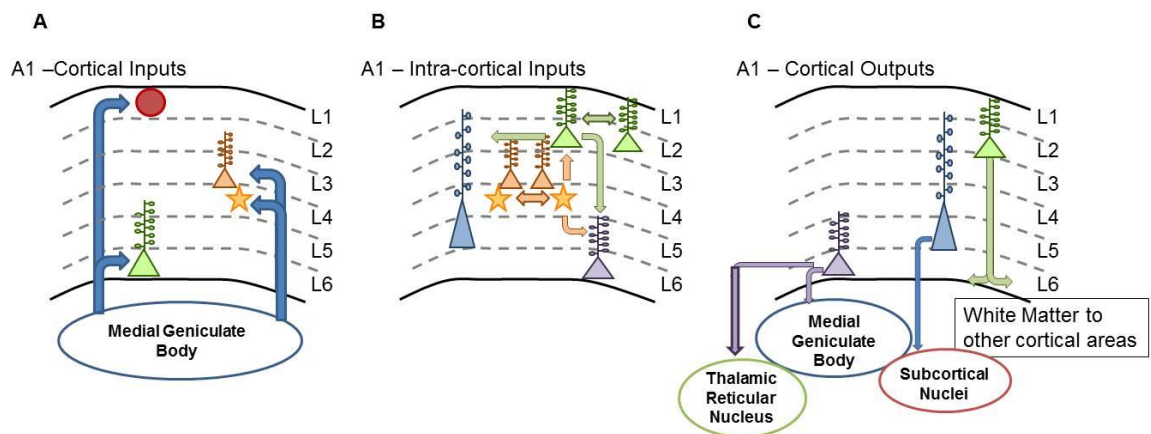 A
A1 –Cortical Inputs
L1
L2
L3
L4
L5
L6
Medial Geniculate
Body
B
A1 – Intra-cortical Inputs
L1
L2
L3
L4
L5
L6
C
A1 – Cortical Outputs
L1
L2
L3
L4
L5
L6
White Matter to
other cortical areas
Medial
Geniculate
Body
Thalamic
Reticular
Nucleus
Subcortical
Nuclei